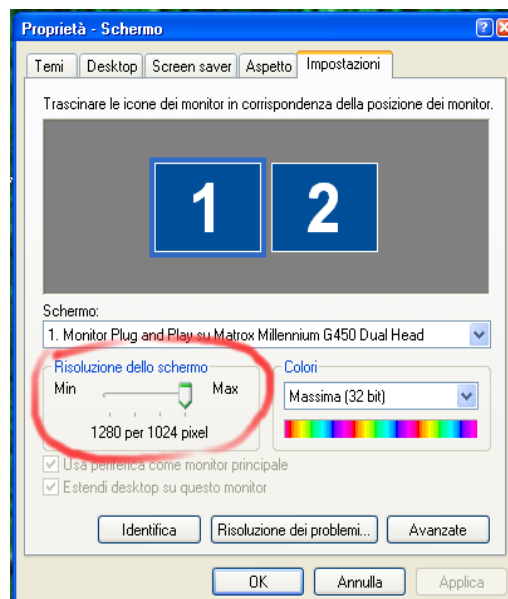 Proprietà - Schermo
Temi Desktop Screen saver Aspetto Impostazioni
Trascinare le icone dei monitor in corrispondenza della posizione dei monitor.
1 2
Schermo:
1. Monitor Plug and Play su Matrox Millennium G450 Dual Head
Risoluzione dello schermo
Min Max
1280 per 1024 pixel
Colori
Massima (32 bit)
Usa periferica come monitor principale
Estendi desktop su questo monitor
Identifica Risoluzione dei problemi... Avanzate
OK Annulla Applica